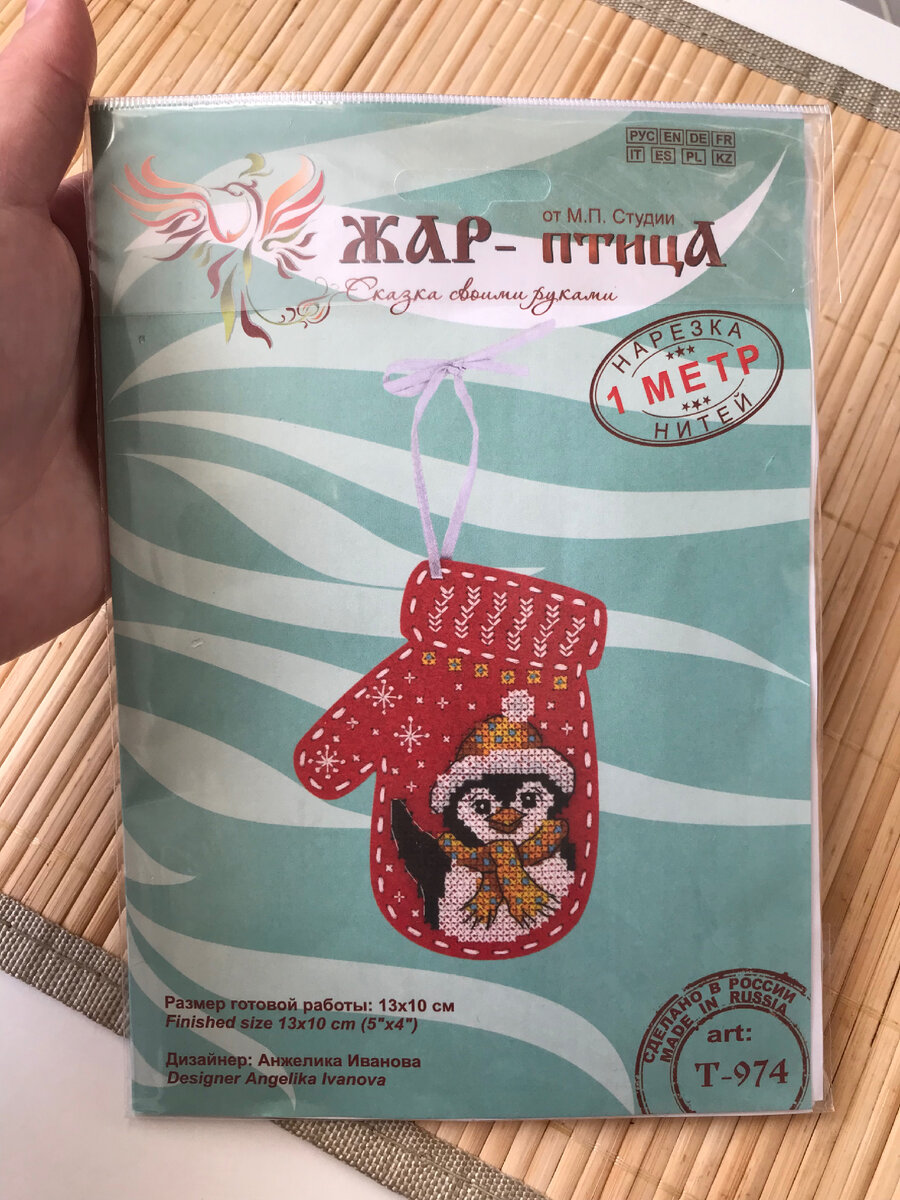 РУС EN DE FR
IT ES PL KZ
от М.П. Студии
ЖАР-ПТИЦА
Сказка своими руками
НАРЕЗКА
1 МЕТР
НИТЕЙ
Размер готовой работы: 13х10 см
Finished size 13x10 cm (5"x4")
Дизайнер: Анжелика Иванова
Designer Angelika Ivanova
СДЕЛАНО В РОССИИ
MADE IN RUSSIA
art:
Т-974